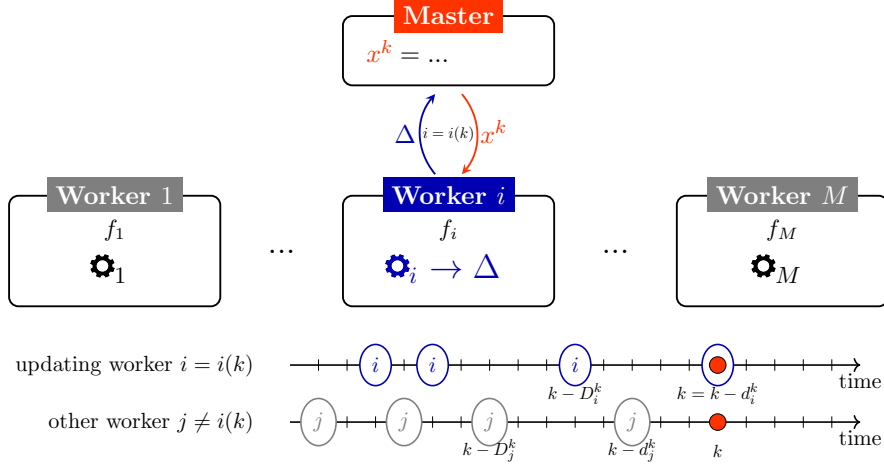 Master
x^k = ...
Δ i = i(k) x^k
Worker 1 Worker i Worker M
f_1 f_i f_M
... ...
1 i → Δ M
updating worker i = i(k) i i i
time
k − D_i^k k = k − d_i^k
other worker j ≠ i(k) j j j j
time
k − D_j^k k − d_j^k k